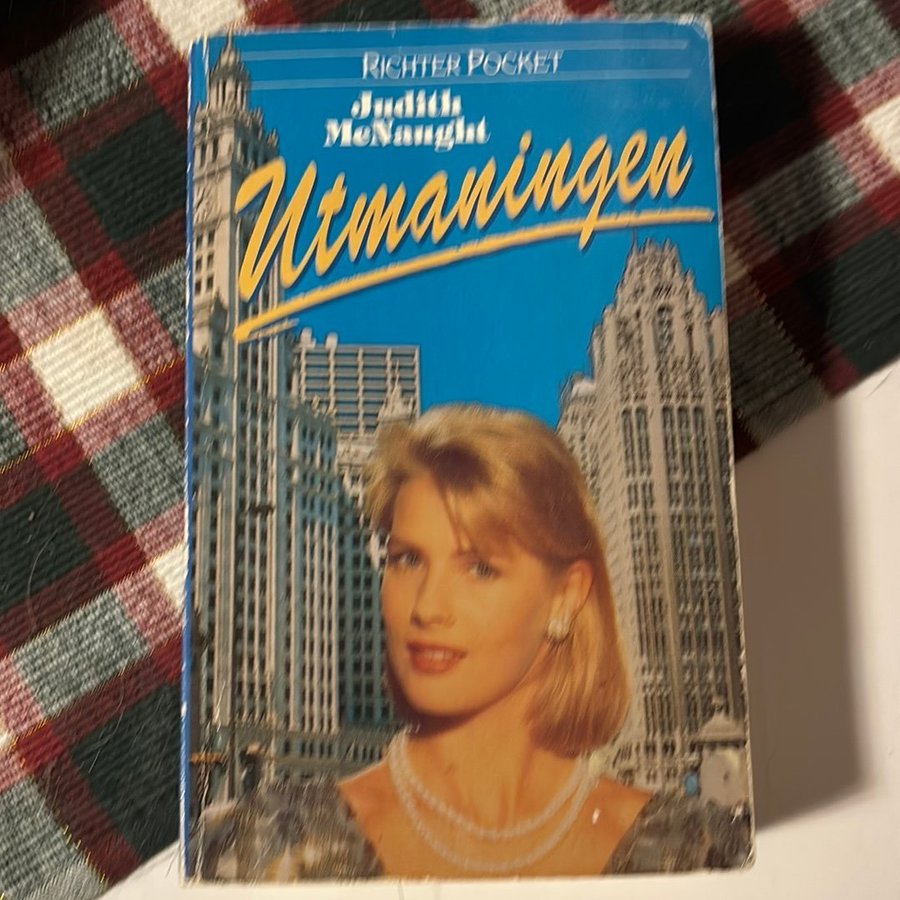 RICHTER POCKET
Judith
McNaught
Utmaningen